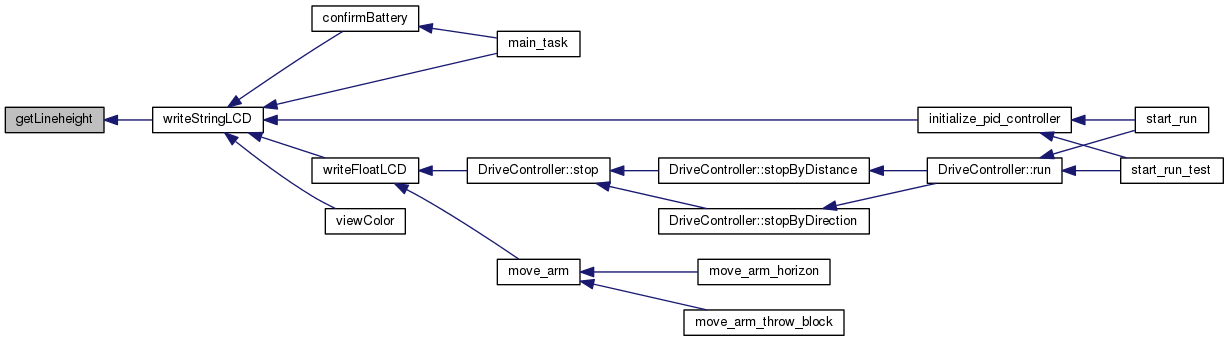 confirmBattery
main_task
getLineheight
writeStringLCD
initialize_pid_controller
start_run
writeFloatLCD
DriveController::stop
DriveController::stopByDistance
DriveController::run
start_run_test
viewColor
DriveController::stopByDirection
move_arm
move_arm_horizon
move_arm_throw_block